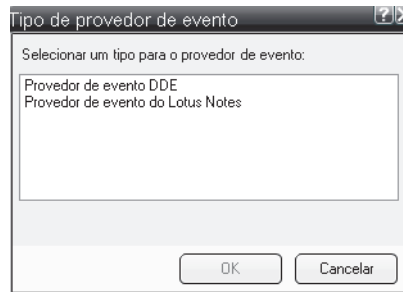 Tipo de provedor de evento
Selecionar um tipo para o provedor de evento:
Provedor de evento DDE
Provedor de evento do Lotus Notes
OK
Cancelar